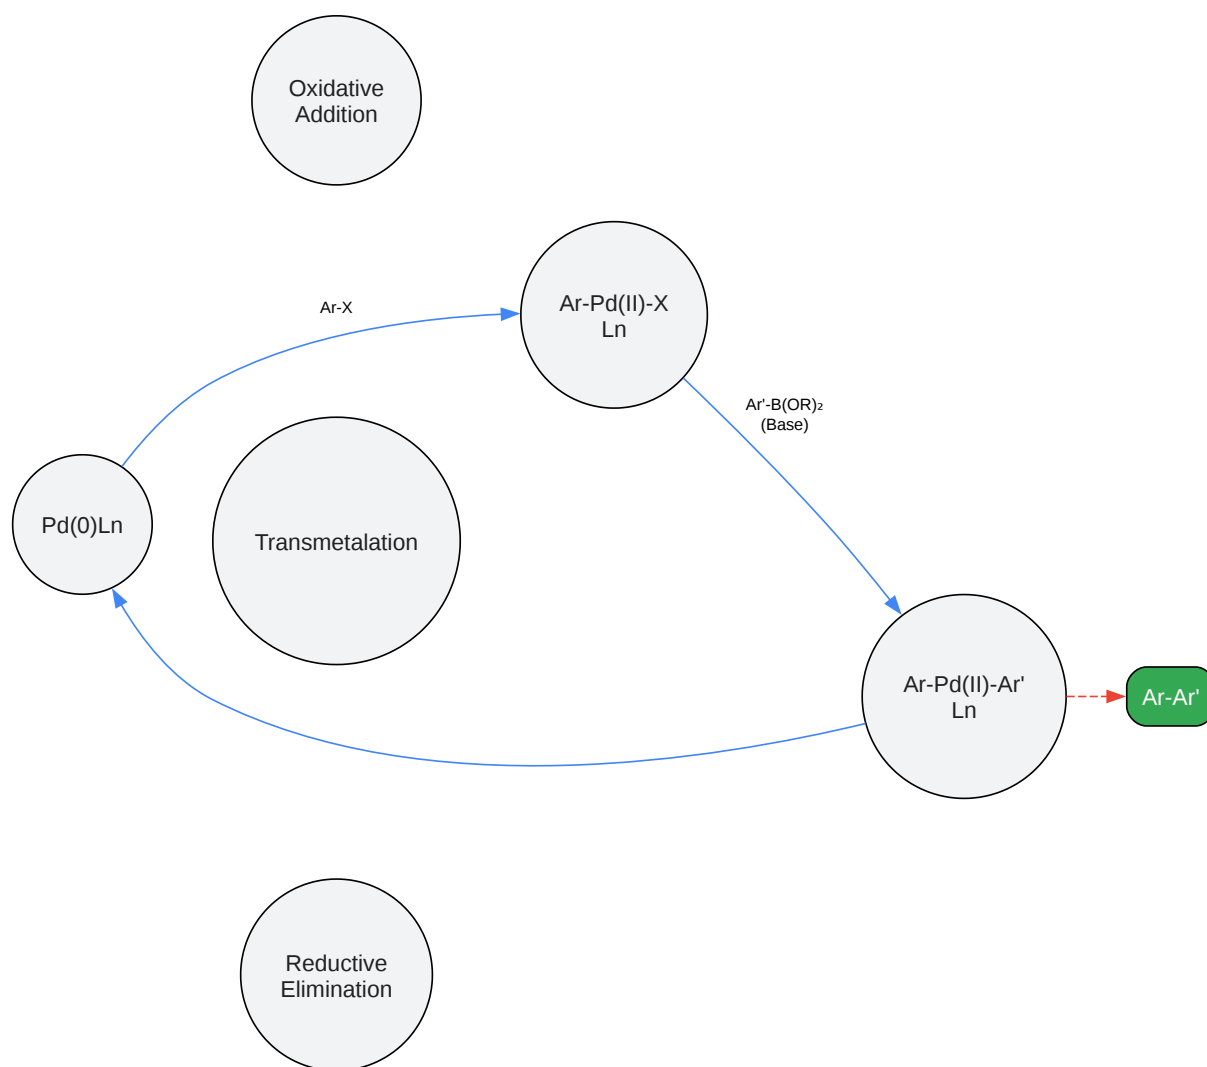 Oxidative
Addition
Ar-Pd(II)-X
Ln
Ar-X
Ar'-B(OR)₂
(Base)
Pd(0)Ln
Transmetalation
Ar-Pd(II)-Ar'
Ln
Ar-Ar'
Reductive
Elimination